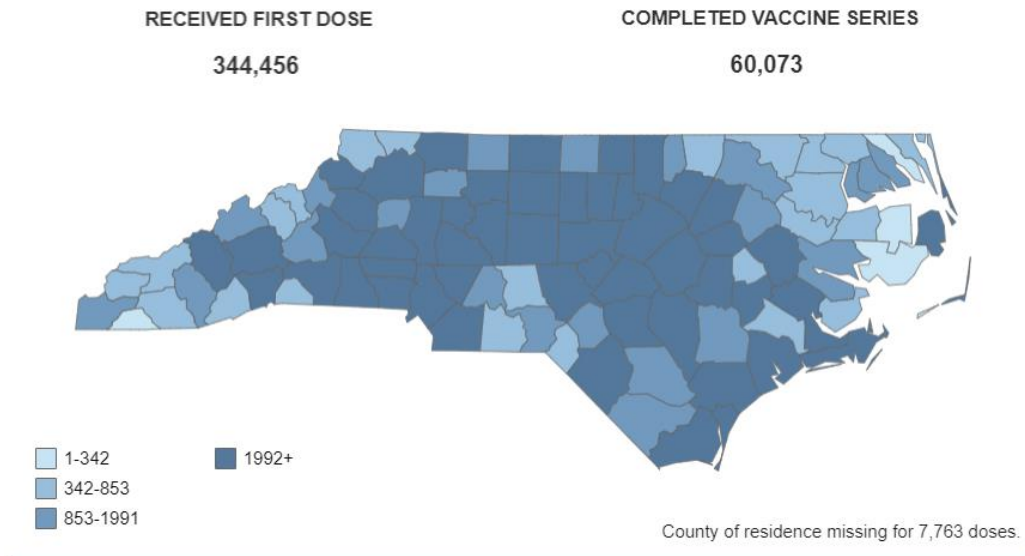 RECEIVED FIRST DOSE
344,456
COMPLETED VACCINE SERIES
60,073
1-342
342-853
853-1991
1992+
County of residence missing for 7,763 doses.